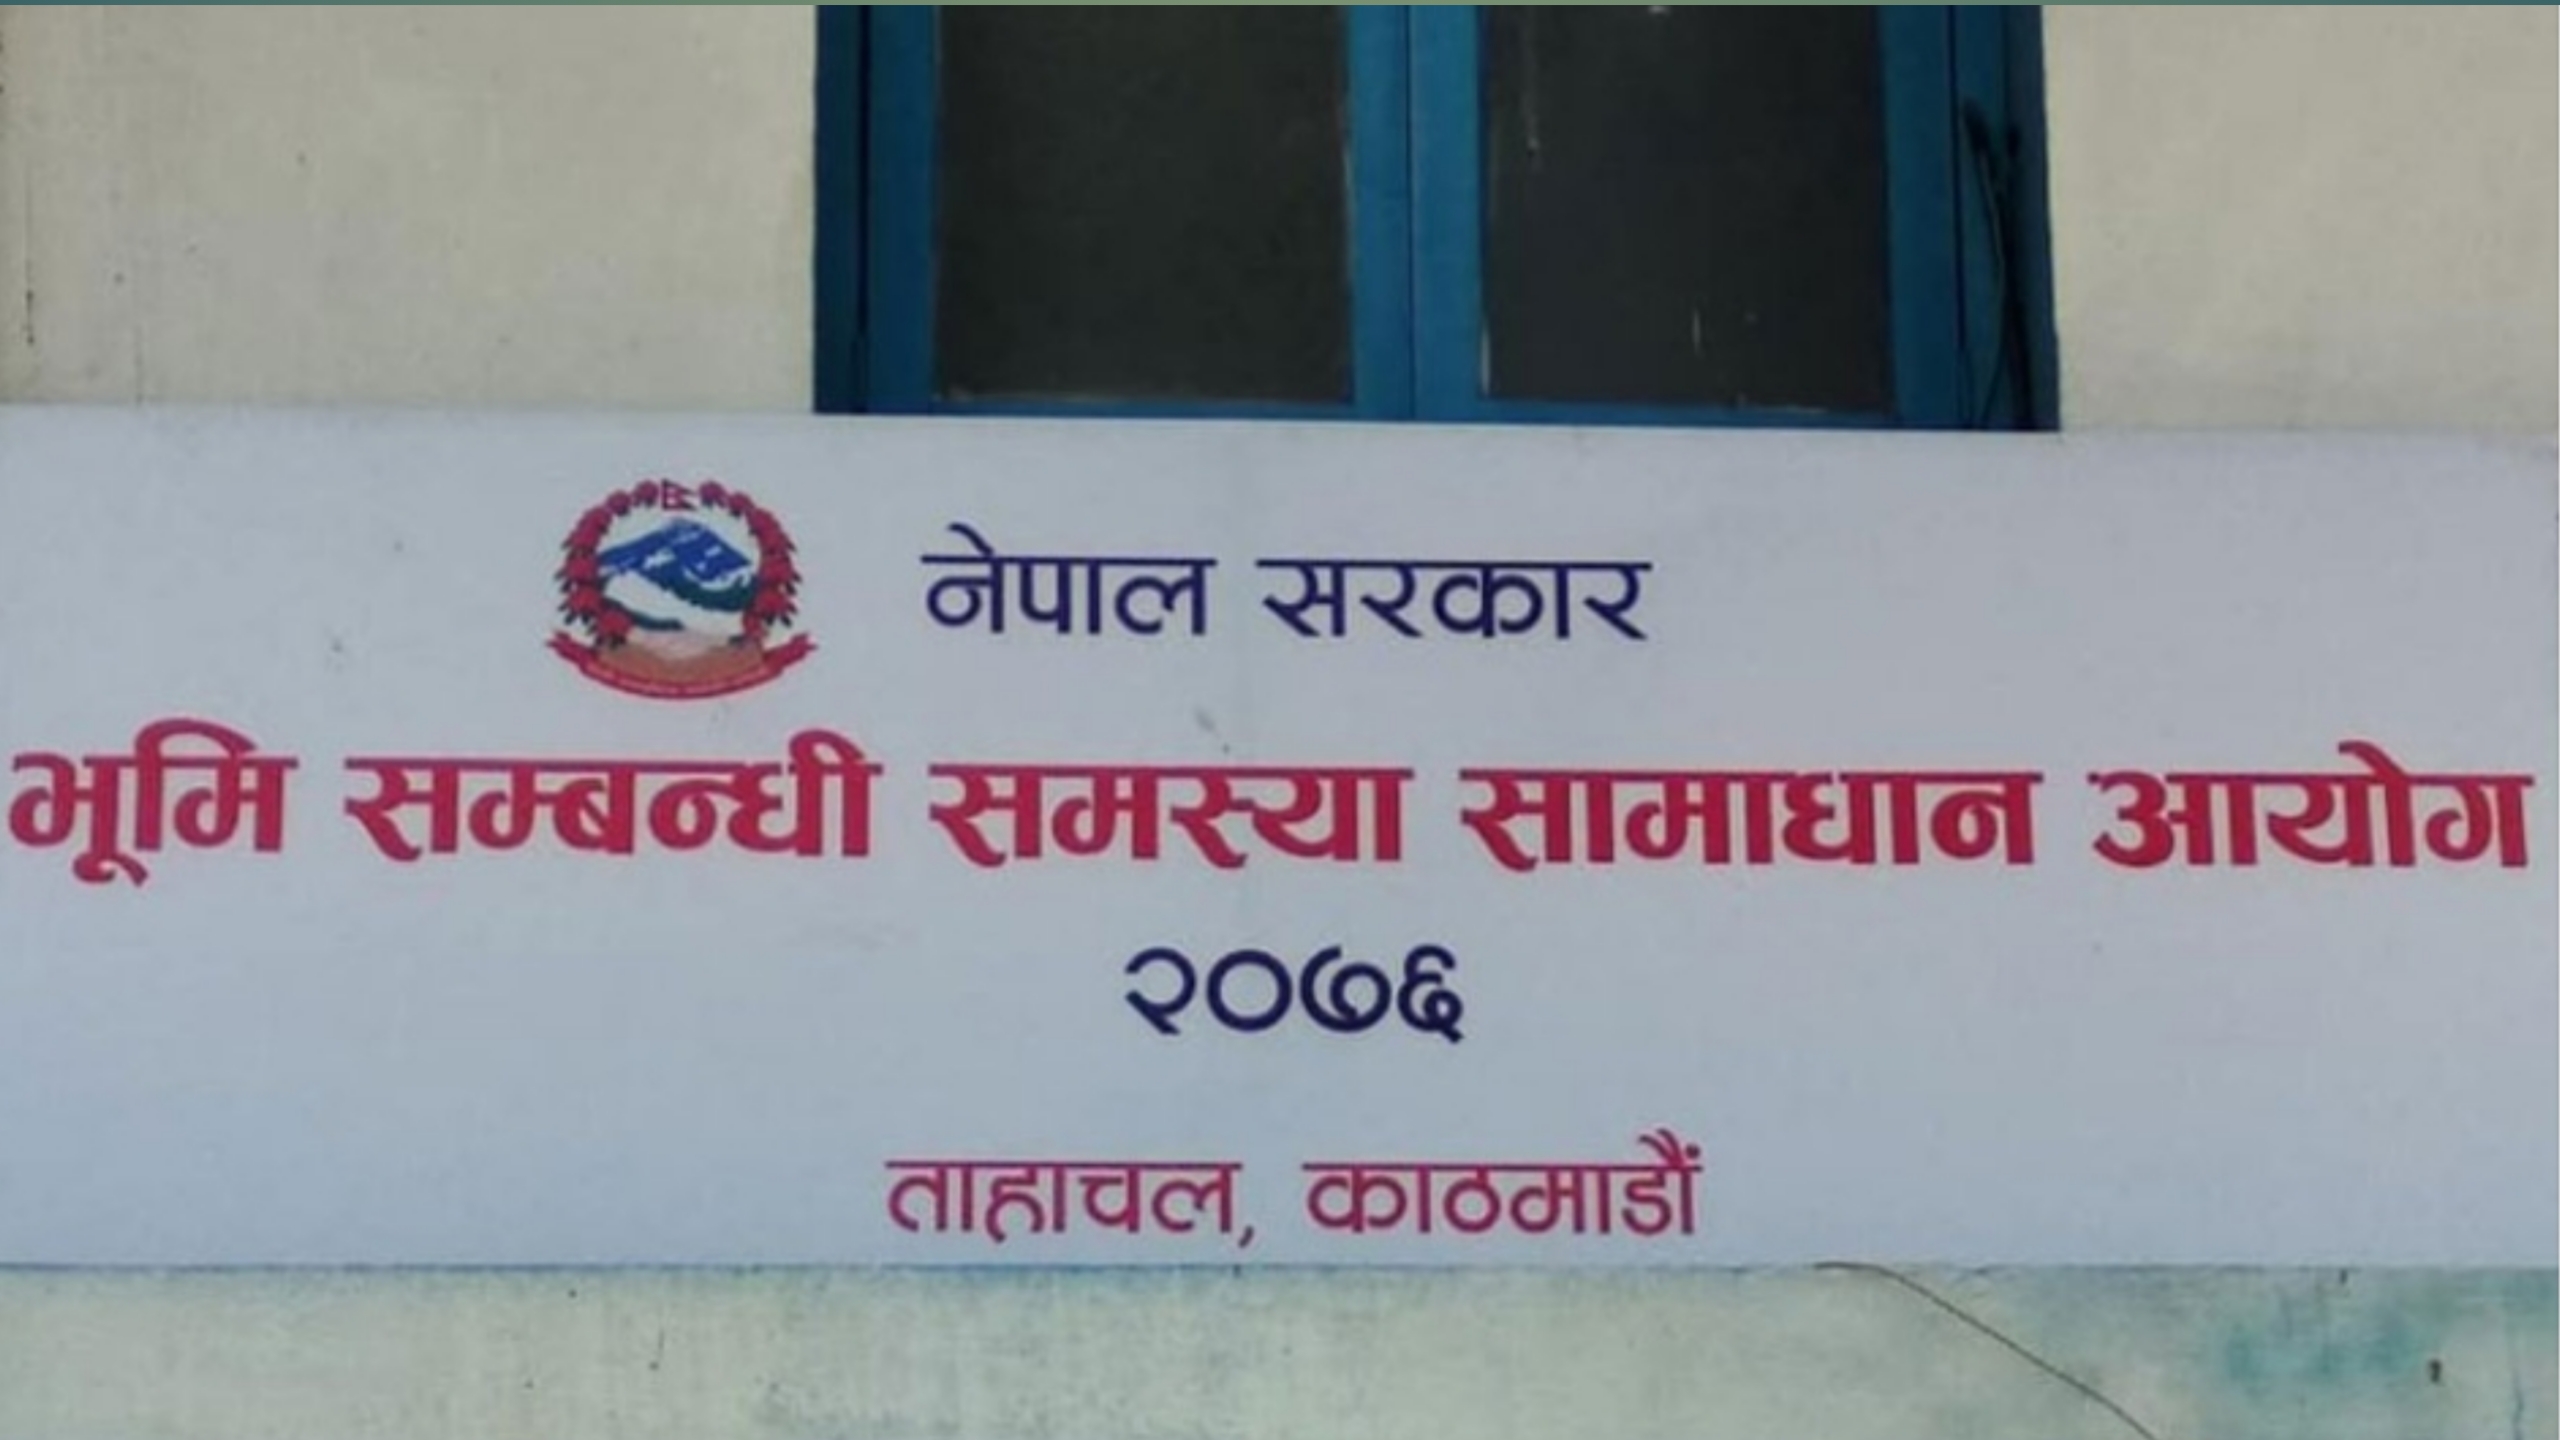 नेपाल सरकार
भूमि सम्बन्धी समस्या सामाधान आयोग
२०७६
ताहाचल, काठमाडौं